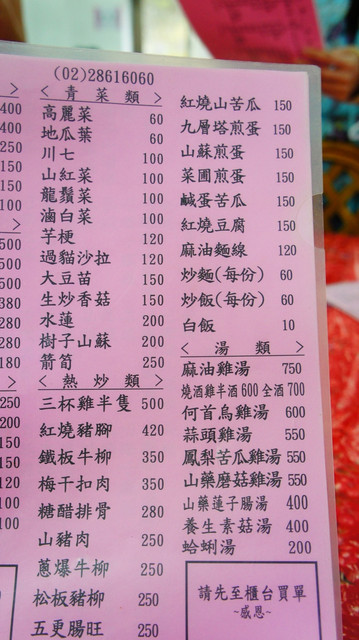 (02)28616060
< 青菜類 >
高麗菜 60
地瓜葉 60
川七 100
山紅菜 100
龍鬚菜 100
滷白菜 100
芋梗 120
過貓沙拉 120
大豆苗 150
生炒香菇 150
水蓮 200
樹子山蘇 200
箭筍 250
< 熱炒類 >
三杯雞半隻 500
紅燒豬腳 420
鐵板牛柳 350
梅干扣肉 350
糖醋排骨 280
山豬肉 250
蔥爆牛柳 250
松板豬柳 250
五更腸旺 250
紅燒山苦瓜 150
九層塔煎蛋 150
山蘇煎蛋 150
菜圃煎蛋 150
鹹蛋苦瓜 150
紅燒豆腐 150
麻油麵線 120
炒麵(每份) 60
炒飯(每份) 60
白飯 10
< 湯類 >
麻油雞湯 750
燒酒雞半酒600 全酒700
何首烏雞湯 600
蒜頭雞湯 550
鳳梨苦瓜雞湯 550
山藥磨菇雞湯 550
山藥蓮子腸湯 400
養生素菇湯 400
蛤蜊湯 200
請先至櫃台買單
~感恩~